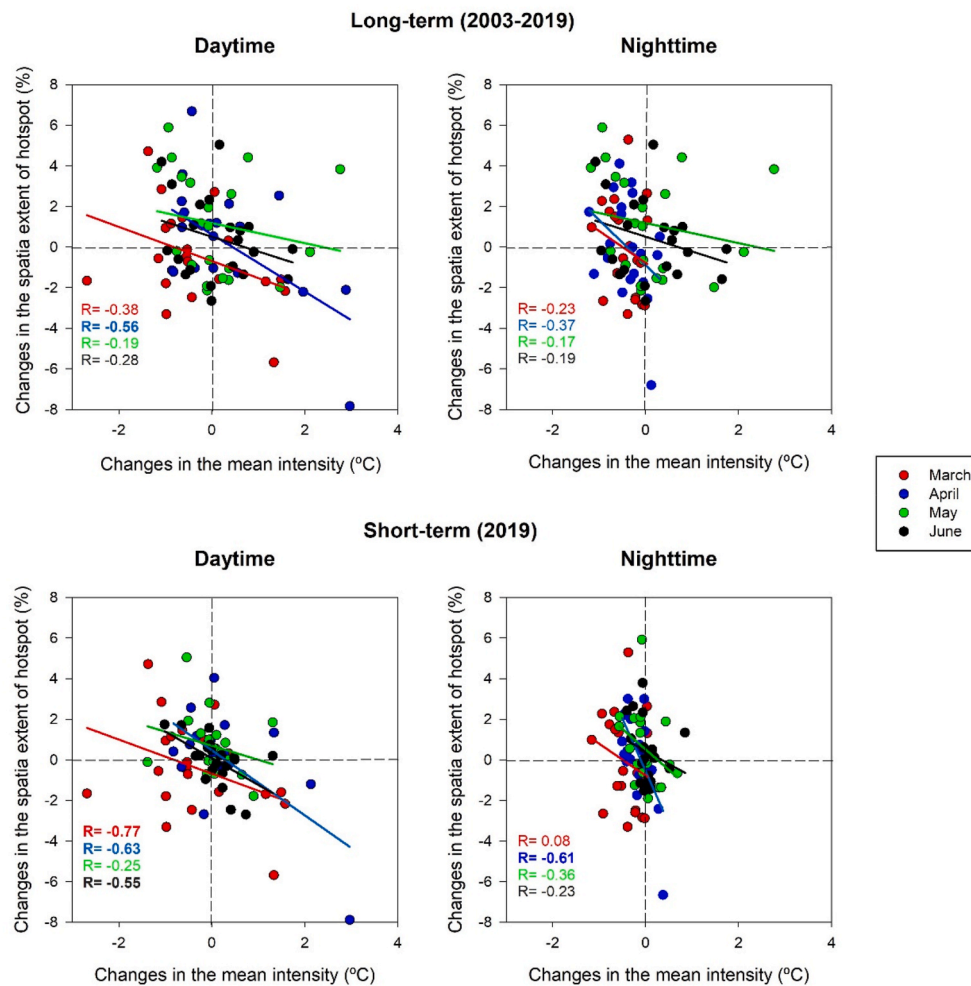 Long-term (2003-2019)
Daytime
Nighttime
Changes in the spatia extent of hotspot (%)
8
6
4
2
0
-2
-4
-6
-8
R= -0.38
R= -0.56
R= -0.19
R= -0.28
-2
0
2
4
Changes in the mean intensity (ºC)
Changes in the spatia extent of hotspot (%)
8
6
4
2
0
-2
-4
-6
-8
R= -0.23
R= -0.37
R= -0.17
R= -0.19
-2
0
2
4
Changes in the mean intensity (ºC)
March
April
May
June
Short-term (2019)
Daytime
Nighttime
Changes in the spatia extent of hotspot (%)
8
6
4
2
0
-2
-4
-6
-8
R= -0.77
R= -0.63
R= -0.25
R= -0.55
-2
0
2
4
Changes in the mean intensity (ºC)
Changes in the spatia extent of hotspot (%)
8
6
4
2
0
-2
-4
-6
-8
R= 0.08
R= -0.61
R= -0.36
R= -0.23
-2
0
2
4
Changes in the mean intensity (ºC)